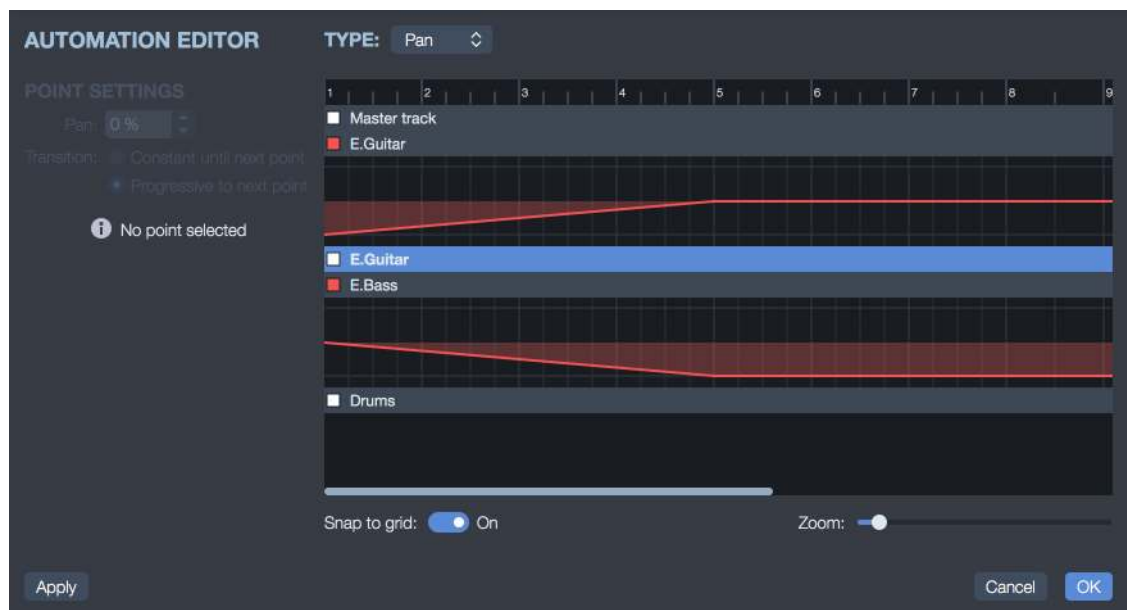 AUTOMATION EDITOR
TYPE: Pan
POINT SETTINGS
Pan: 0 %
Transition: Constant until next point
Progressive to next point
No point selected
1 2 3 4 5 6 7 8 9
Master track
E.Guitar
E.Guitar
E.Bass
Drums
Snap to grid: On
Zoom:
Apply
Cancel
OK